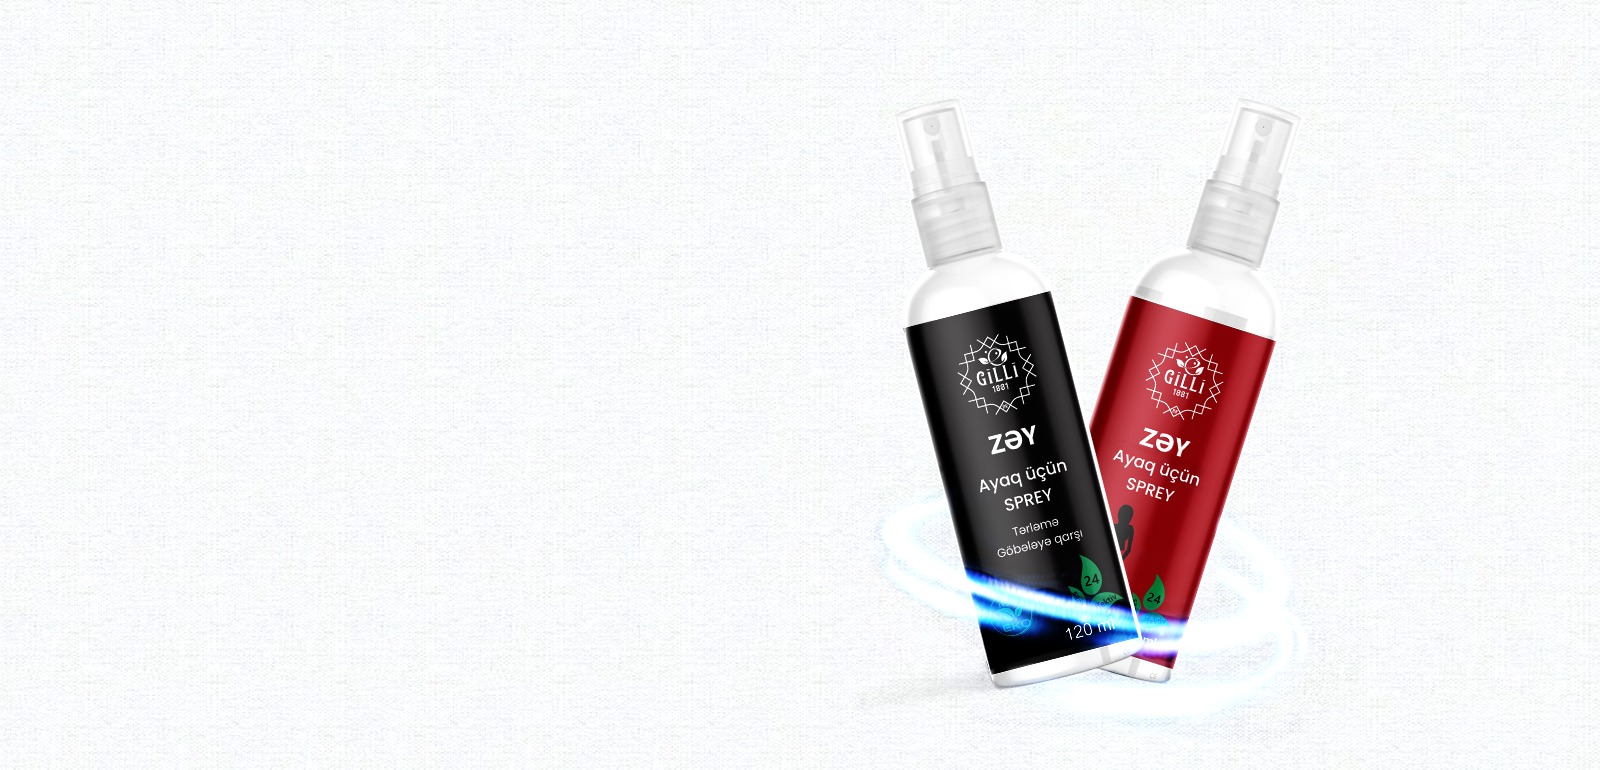 GiLLi
1881
ZƏY
Ayaq üçün
SPREY
Tərləmə
Göbələyə qarşı
24
EKO
120 ml
GiLLi
1881
ZƏY
Ayaq üçün
SPREY
24